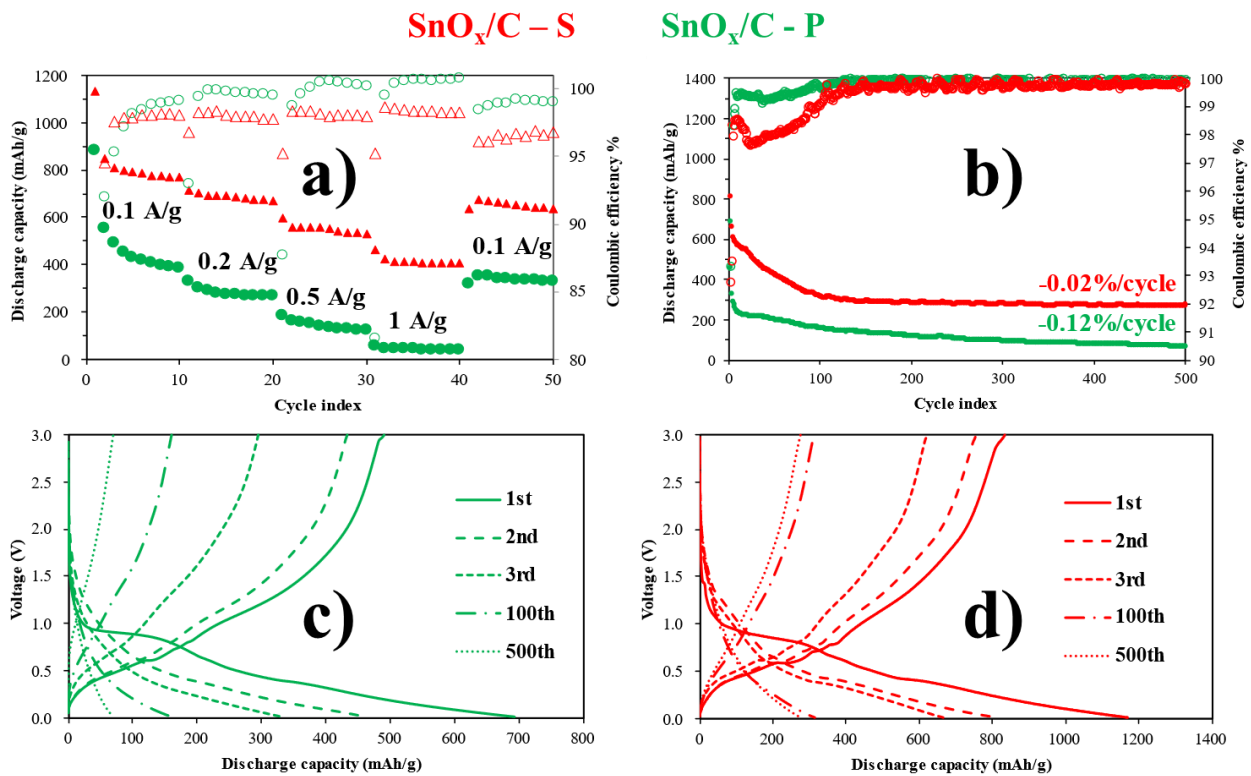 SnOx/C – S SnOx/C - P
a)
1200
1000
800
600
400
200
0
Discharge capacity (mAh/g)
100
95
90
85
80
Coulombic efficiency %
0 10 20 30 40 50
Cycle index
0.1 A/g
0.2 A/g
0.5 A/g
1 A/g
0.1 A/g
b)
1400
1200
1000
800
600
400
200
0
Discharge capacity (mAh/g)
100
99
98
97
96
95
94
93
92
91
90
Coulombic efficiency %
-0.02%/cycle
-0.12%/cycle
0 100 200 300 400 500
Cycle index
c)
3.0
2.5
2.0
1.5
1.0
0.5
0.0
Voltage (V)
1st
2nd
3rd
100th
500th
0 100 200 300 400 500 600 700 800
Discharge capacity (mAh/g)
d)
3.0
2.5
2.0
1.5
1.0
0.5
0.0
Voltage (V)
1st
2nd
3rd
100th
500th
0 200 400 600 800 1000 1200 1400
Discharge capacity (mAh/g)